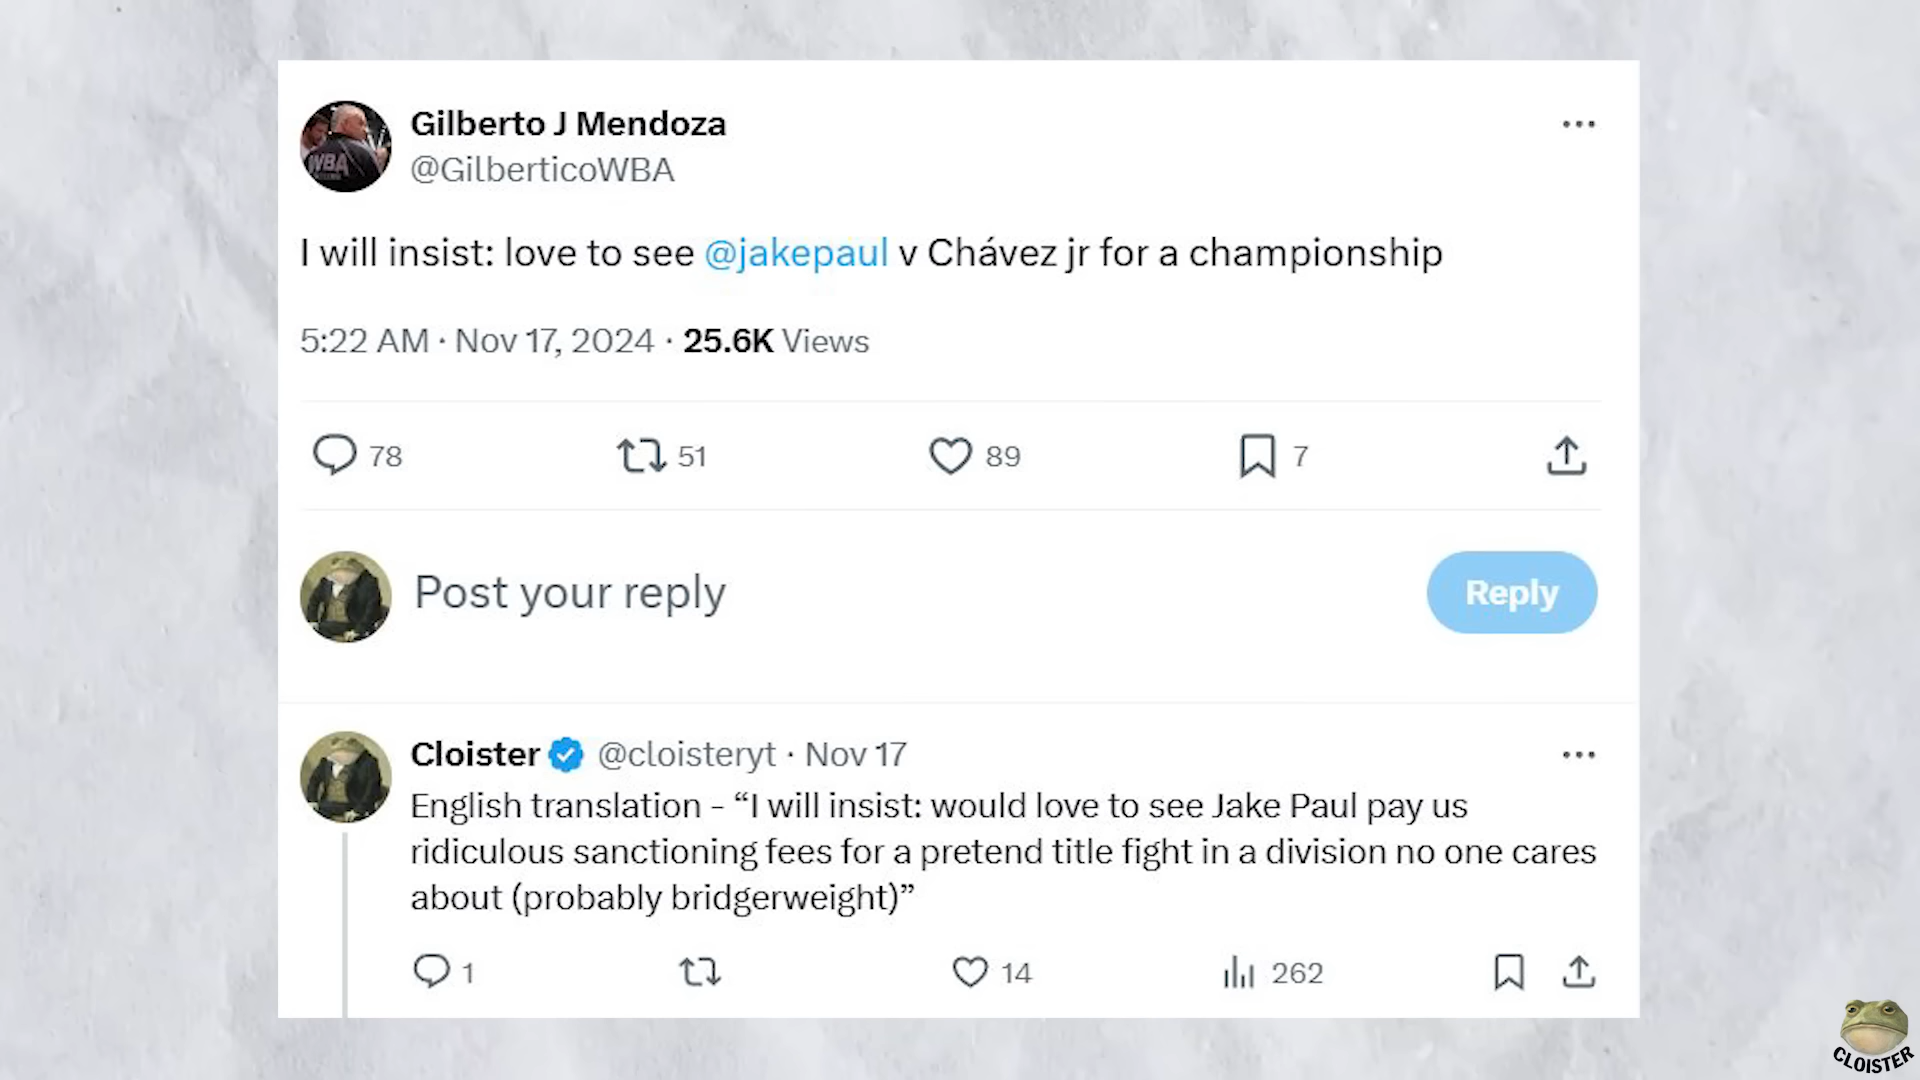 Gilberto J Mendoza
@GilberticoWBA
WBA
I will insist: love to see @jakepaul v Chávez jr for a championship
5:22 AM · Nov 17, 2024 · 25.6K Views
78 51 89 7
Post your reply
Reply
Cloister @cloisteryt · Nov 17
English translation - “I will insist: would love to see Jake Paul pay us
ridiculous sanctioning fees for a pretend title fight in a division no one cares
about (probably bridgerweight)”
1 14 262
CLOISTER